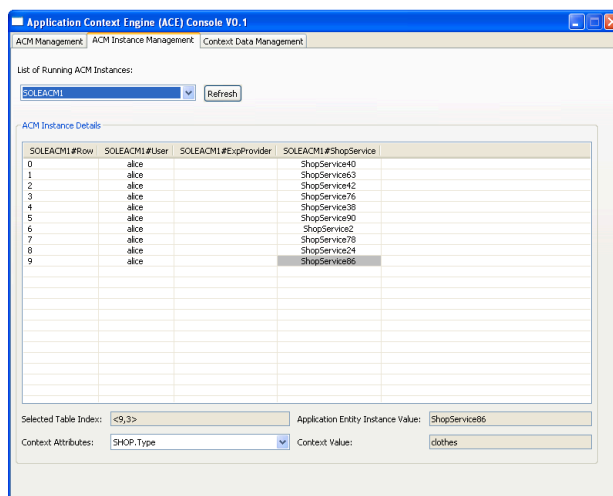 Application Context Engine (ACE) Console V0.1
ACM Management ACM Instance Management Context Data Management
List of Running ACM Instances:
SOLEACM1 Refresh
ACM Instance Details
SOLEACM1#Row SOLEACM1#User SOLEACM1#ExpProvider SOLEACM1#ShopService
0 alice ShopService40
1 alice ShopService63
2 alice ShopService42
3 alice ShopService76
4 alice ShopService38
5 alice ShopService90
6 alice ShopService2
7 alice ShopService78
8 alice ShopService24
9 alice ShopService86
Selected Table Index: <9,3> Application Entity Instance Value: ShopService86
Context Attributes: SHOP.Type Context Value: clothes